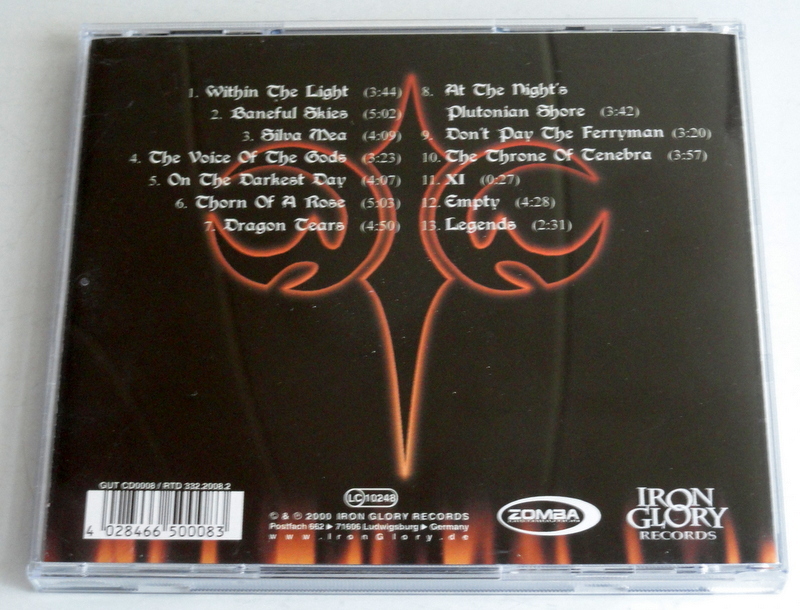 1. Within The Light (3:44)
2. Baneful Skies (5:02)
3. Silva Mea (4:09)
4. The Voice Of The Gods (3:23)
5. On The Darkest Day (4:07)
6. Thorn Of A Rose (5:03)
7. Dragon Tears (4:50)
8. At The Night's
Plutonian Shore (3:42)
9. Don't Pay The Ferryman (3:20)
10. The Throne Of Tenebra (3:57)
11. XI (0:27)
12. Empty (4:28)
13. Legends (2:31)
GUT CD0008 / RTD 332.2008.2
4 028466 500083
LC 10248
© & ℗ 2000 IRON GLORY RECORDS
Postfach 662 ▶ 71606 Ludwigsburg ▶ Germany
www.IronGlory.de
ZOMBA
IRON
GLORY
RECORDS